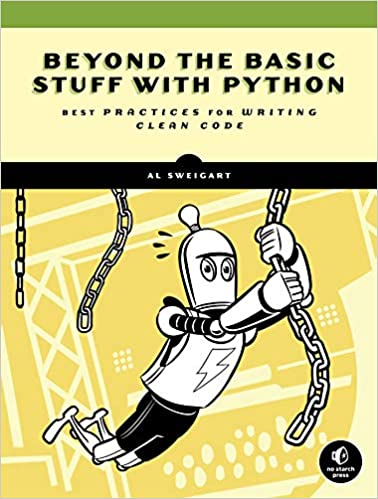 BEYOND THE BASIC
STUFF WITH PYTHON
BEST PRACTICES FOR WRITING
CLEAN CODE
AL SWEIGART
no starch
press